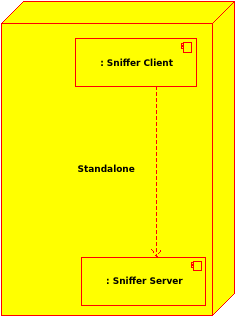 : Sniffer Client
Standalone
: Sniffer Server